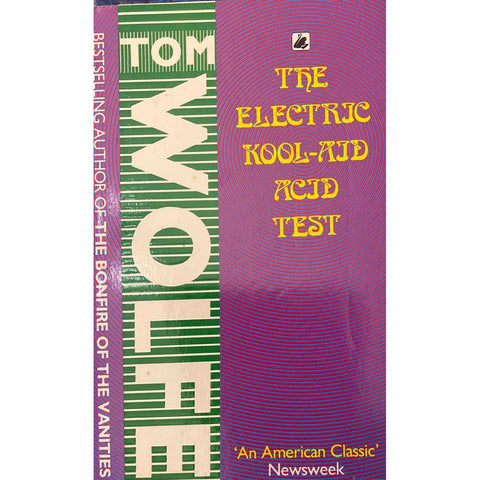 BESTSELLING AUTHOR OF THE BONFIRE OF THE VANITIES
TOM
WOLFE
THE
ELECTRIC
KOOL-AID
ACID
TEST
'An American Classic'
Newsweek